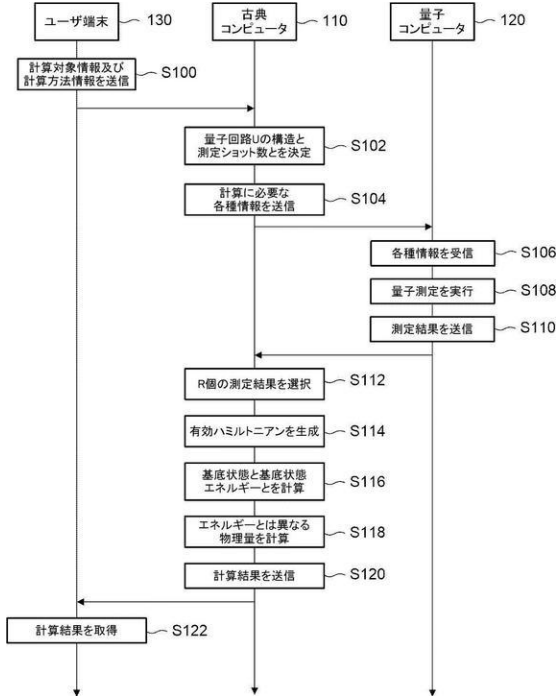 ユーザ端末
130
古典
コンピュータ
110
量子
コンピュータ
120
計算対象情報及び
計算方法情報を送信
S100
量子回路Uの構造と
測定ショット数とを決定
S102
計算に必要な
各種情報を送信
S104
各種情報を受信
S106
量子測定を実行
S108
測定結果を送信
S110
R個の測定結果を選択
S112
有効ハミルトニアンを生成
S114
基底状態と基底状態
エネルギーとを計算
S116
エネルギーとは異なる
物理量を計算
S118
計算結果を送信
S120
計算結果を取得
S122